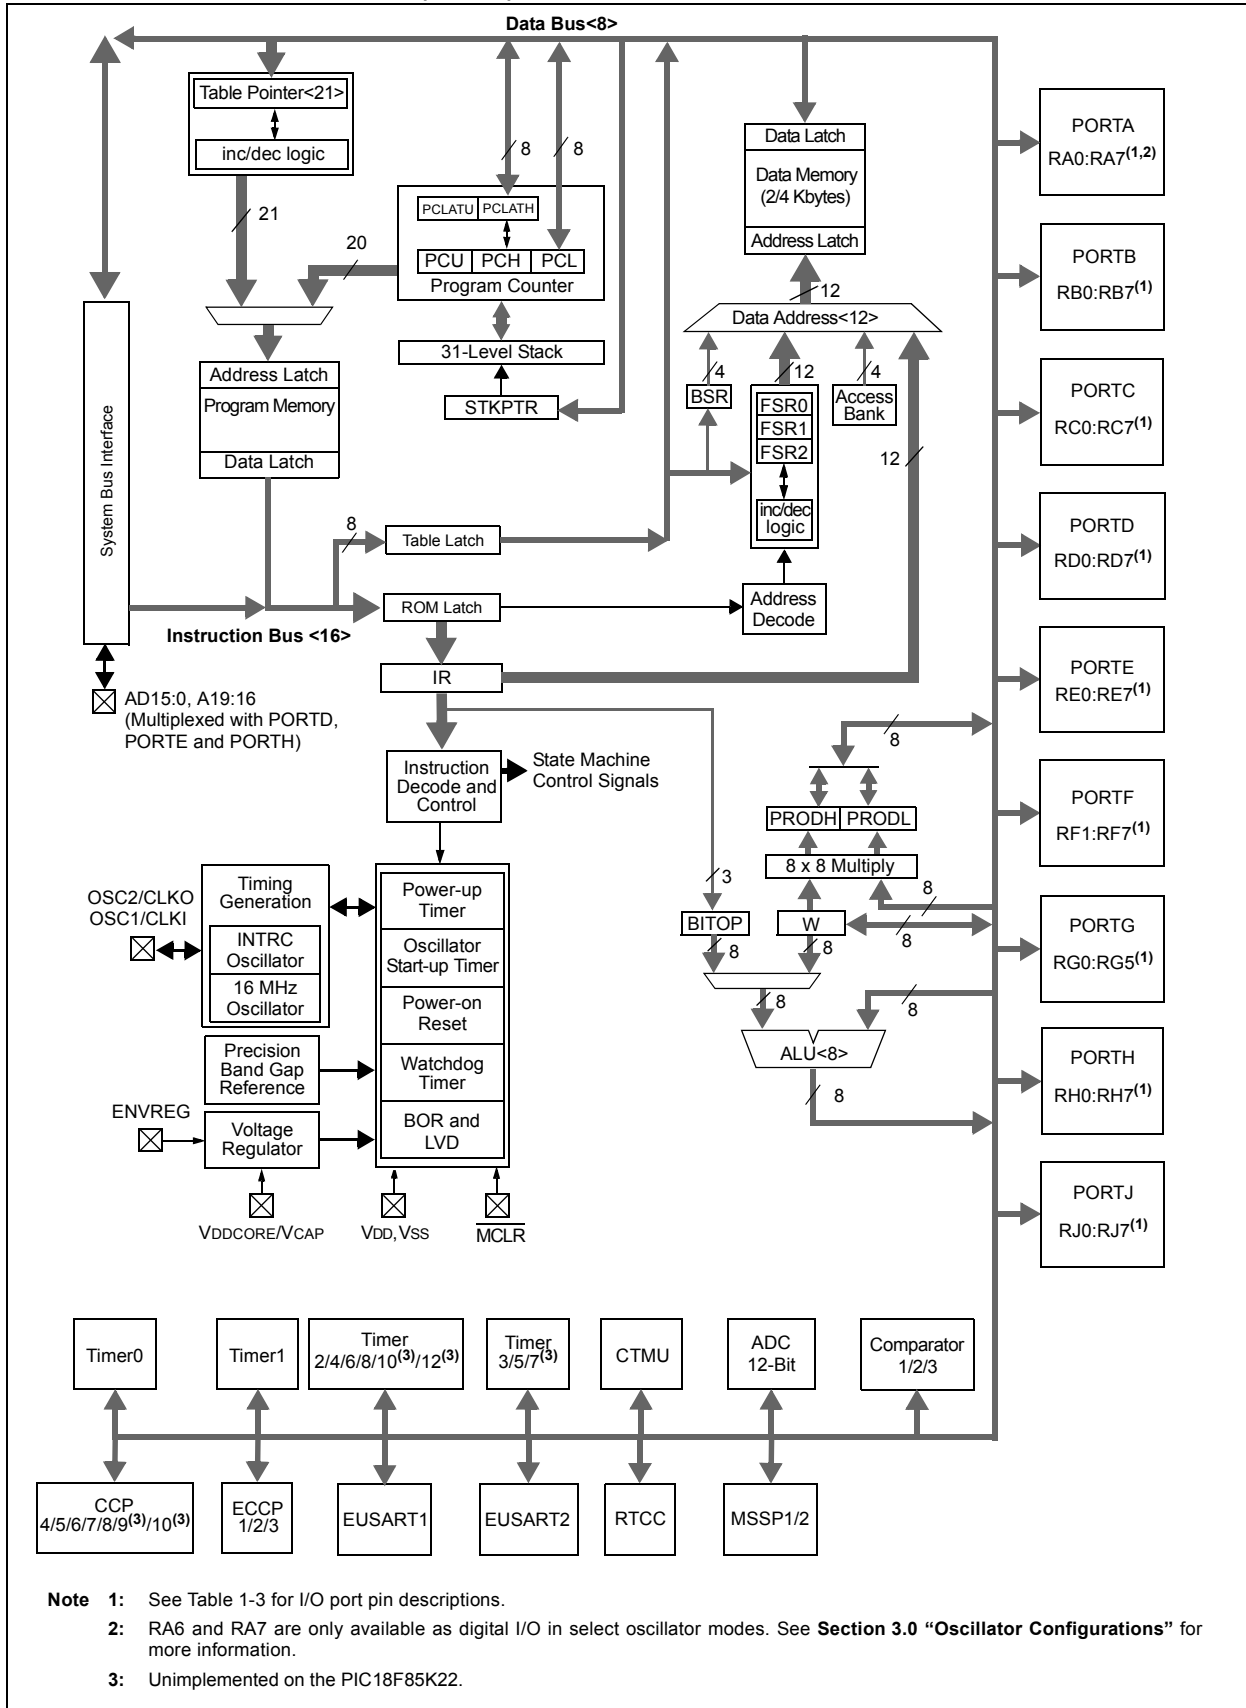 Data Bus<8>
Table Pointer<21>
inc/dec logic
21
20
8
8
PCLATU PCLATH
PCU PCH PCL
Program Counter
31-Level Stack
STKPTR
Data Latch
Data Memory
(2/4 Kbytes)
Address Latch
12
Data Address<12>
4
12
4
BSR
FSR0
FSR1
FSR2
inc/dec
logic
Access
Bank
12
Address
Decode
System Bus Interface
Address Latch
Program Memory
Data Latch
8
Table Latch
ROM Latch
Instruction Bus <16>
IR
AD15:0, A19:16
(Multiplexed with PORTD,
PORTE and PORTH)
Instruction
Decode and
Control
State Machine
Control Signals
8
PRODH PRODL
8 x 8 Multiply
3
8
BITOP
W
8
8
8
8
8
ALU<8>
8
OSC2/CLKO
OSC1/CLKI
Timing
Generation
INTRC
Oscillator
16 MHz
Oscillator
Precision
Band Gap
Reference
ENVREG
Voltage
Regulator
Power-up
Timer
Oscillator
Start-up Timer
Power-on
Reset
Watchdog
Timer
BOR and
LVD
VDDCORE/VCAP
VDD, VSS
MCLR
PORTA
RA0:RA7(1,2)
PORTB
RB0:RB7(1)
PORTC
RC0:RC7(1)
PORTD
RD0:RD7(1)
PORTE
RE0:RE7(1)
PORTF
RF1:RF7(1)
PORTG
RG0:RG5(1)
PORTH
RH0:RH7(1)
PORTJ
RJ0:RJ7(1)
Timer0
Timer1
Timer
2/4/6/8/10(3)/12(3)
Timer
3/5/7(3)
CTMU
ADC
12-Bit
Comparator
1/2/3
CCP
4/5/6/7/8/9(3)/10(3)
ECCP
1/2/3
EUSART1
EUSART2
RTCC
MSSP1/2
Note 1: See Table 1-3 for I/O port pin descriptions.
2: RA6 and RA7 are only available as digital I/O in select oscillator modes. See Section 3.0 “Oscillator Configurations” for
more information.
3: Unimplemented on the PIC18F85K22.